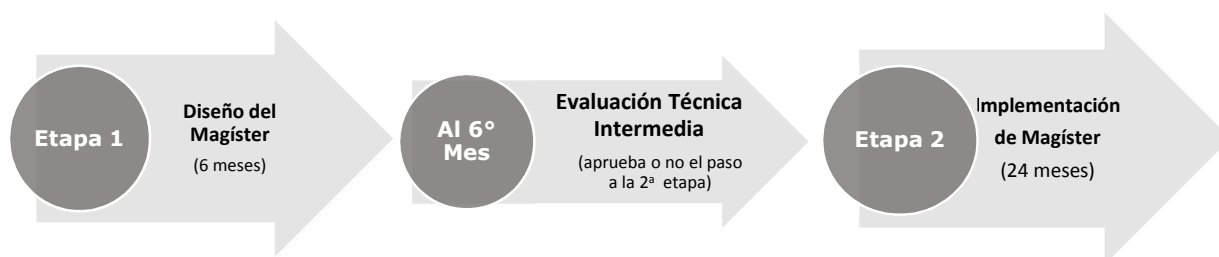 Etapa 1
Diseño del
Magíster
(6 meses)
Al 6°
Mes
Evaluación Técnica
Intermedia
(aprueba o no el paso
a la 2ª etapa)
Etapa 2
Implementación
de Magíster
(24 meses)